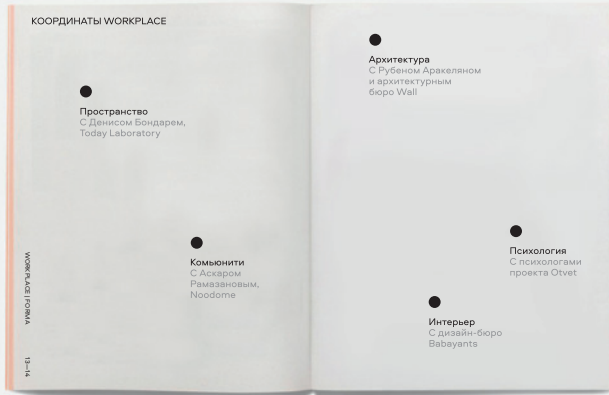 КООРДИНАТЫ WORKPLACE
Пространство
С Денисом Бондарем,
Today Laboratory
Комьюнити
С Аскаром
Рамазановым,
Noodome
WORKPLACE | FORMA
13—14
Архитектура
С Рубеном Аракеляном
и архитектурным
бюро Wall
Психология
С психологами
проекта Otvet
Интерьер
С дизайн-бюро
Babayants